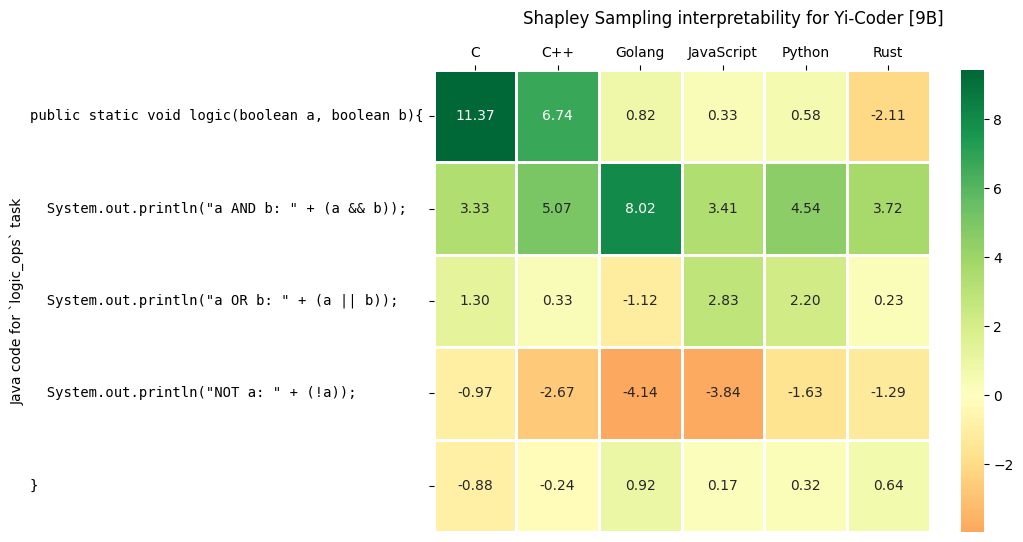 Shapley Sampling interpretability for Yi-Coder [9B]
C C++ Golang JavaScript Python Rust
public static void logic(boolean a, boolean b){ 11.37 6.74 0.82 0.33 0.58 -2.11
System.out.println("a AND b: " + (a && b)); 3.33 5.07 8.02 3.41 4.54 3.72
System.out.println("a OR b: " + (a || b)); 1.30 0.33 -1.12 2.83 2.20 0.23
System.out.println("NOT a: " + (!a)); -0.97 -2.67 -4.14 -3.84 -1.63 -1.29
} -0.88 -0.24 0.92 0.17 0.32 0.64
Java code for `logic_ops` task
8
6
4
2
0
−2